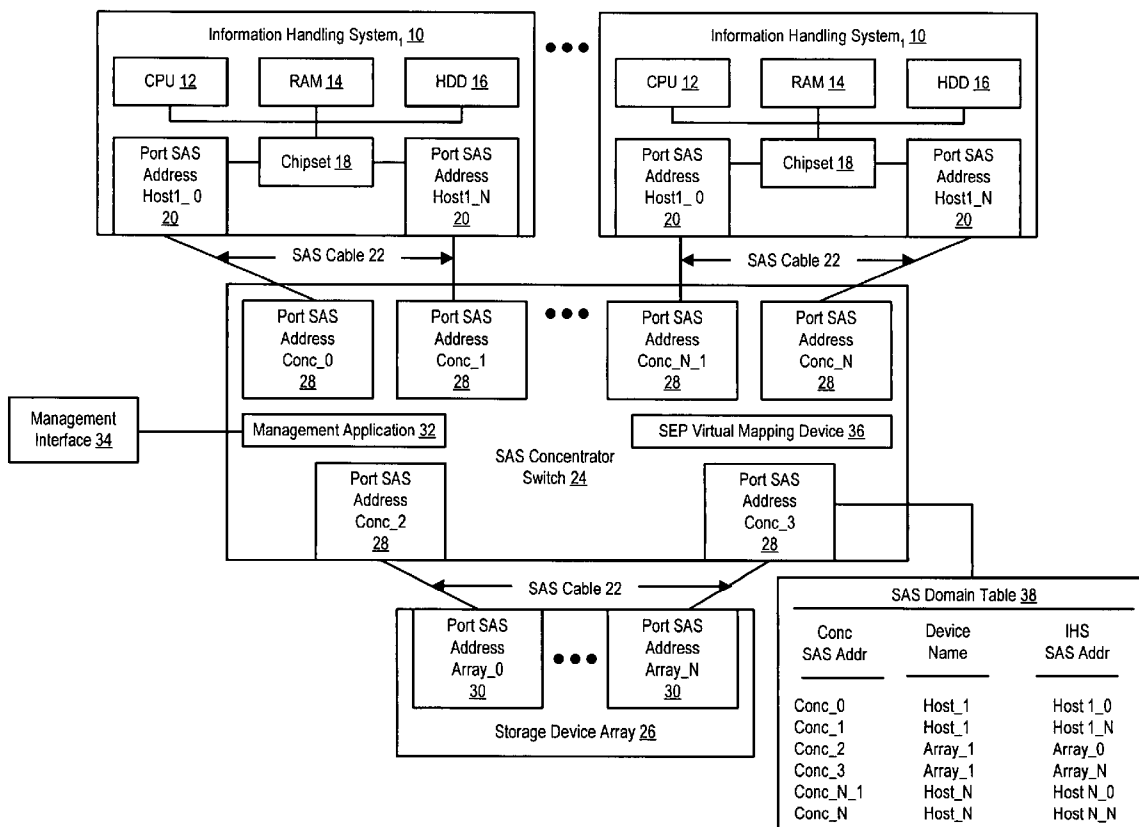 Information Handling System1 10
CPU 12
RAM 14
HDD 16
Port SAS
Address
Host1_ 0
20
Chipset 18
Port SAS
Address
Host1_N
20
Information Handling System1 10
CPU 12
RAM 14
HDD 16
Port SAS
Address
Host1_ 0
20
Chipset 18
Port SAS
Address
Host1_N
20
SAS Cable 22
SAS Cable 22
Port SAS
Address
Conc_0
28
Port SAS
Address
Conc_1
28
Port SAS
Address
Conc_N_1
28
Port SAS
Address
Conc_N
28
Management
Interface 34
Management Application 32
SEP Virtual Mapping Device 36
SAS Concentrator
Switch 24
Port SAS
Address
Conc_2
28
Port SAS
Address
Conc_3
28
SAS Cable 22
Port SAS
Address
Array_0
30
Port SAS
Address
Array_N
30
Storage Device Array 26
SAS Domain Table 38
Conc Device IHS
SAS Addr Name SAS Addr
Conc_0 Host_1 Host 1_0
Conc_1 Host_1 Host 1_N
Conc_2 Array_1 Array_0
Conc_3 Array_1 Array_N
Conc_N_1 Host_N Host N_0
Conc_N Host_N Host N_N